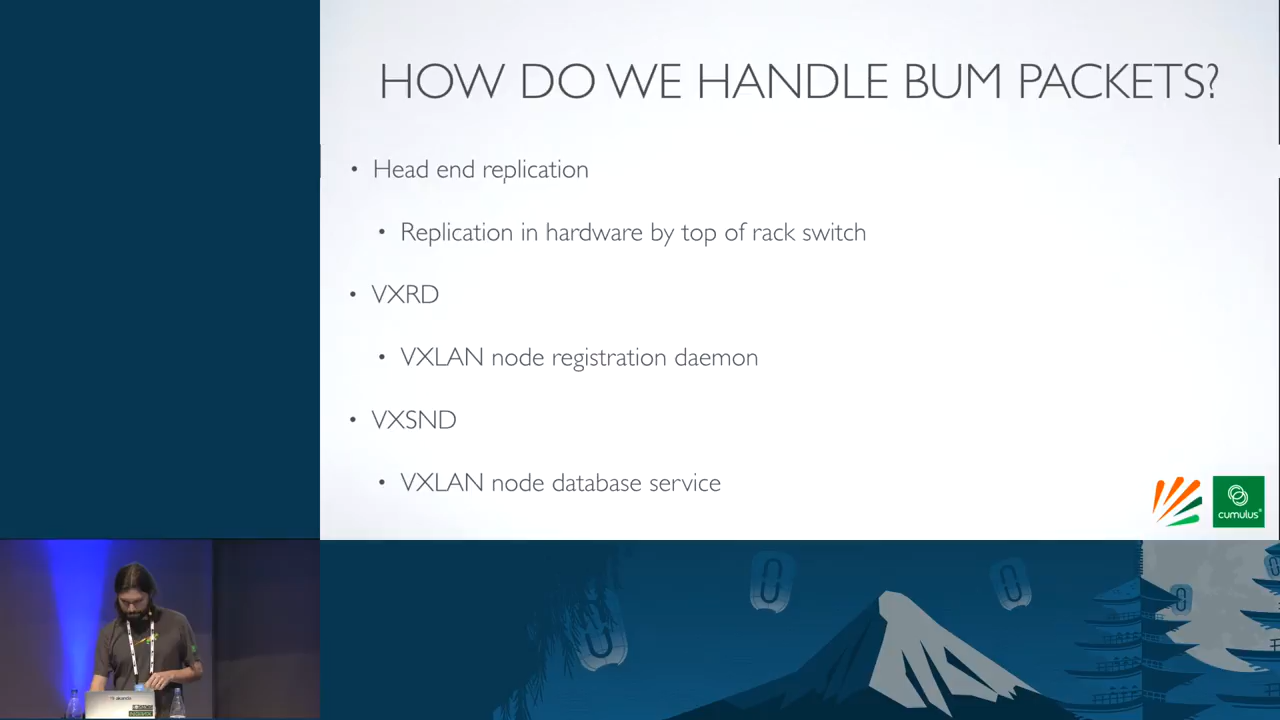 HOW DO WE HANDLE BUM PACKETS?
• Head end replication
• Replication in hardware by top of rack switch
• VXRD
• VXLAN node registration daemon
• VXSND
• VXLAN node database service
cumulus
akanda